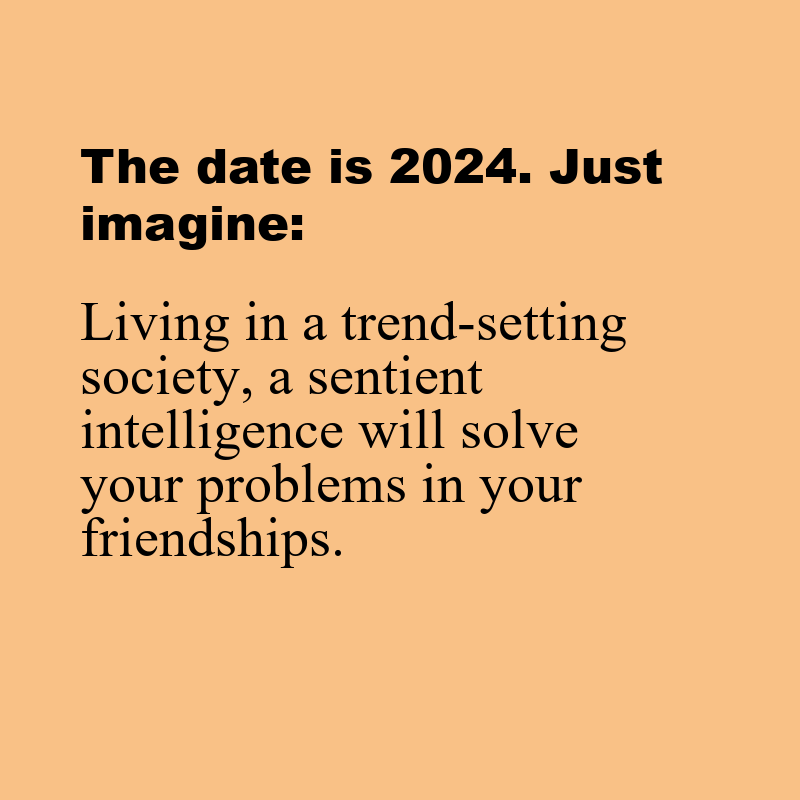 The date is 2024. Just
imagine:
Living in a trend-setting
society, a sentient
intelligence will solve
your problems in your
friendships.